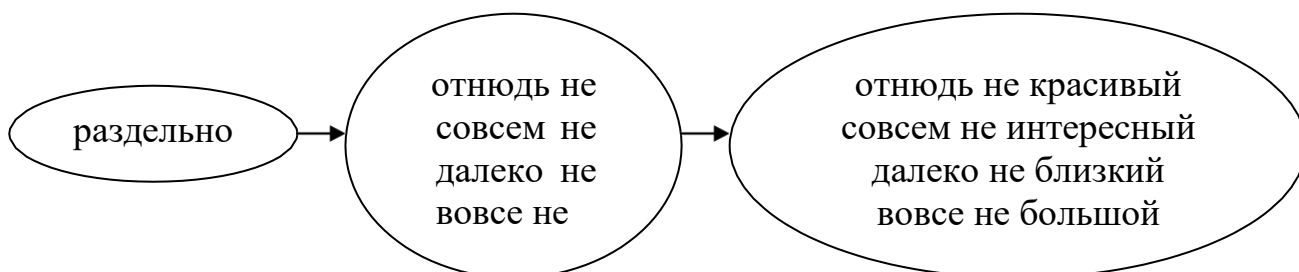 раздельно
отнюдь не
совсем не
далеко не
вовсе не
отнюдь не красивый
совсем не интересный
далеко не близкий
вовсе не большой